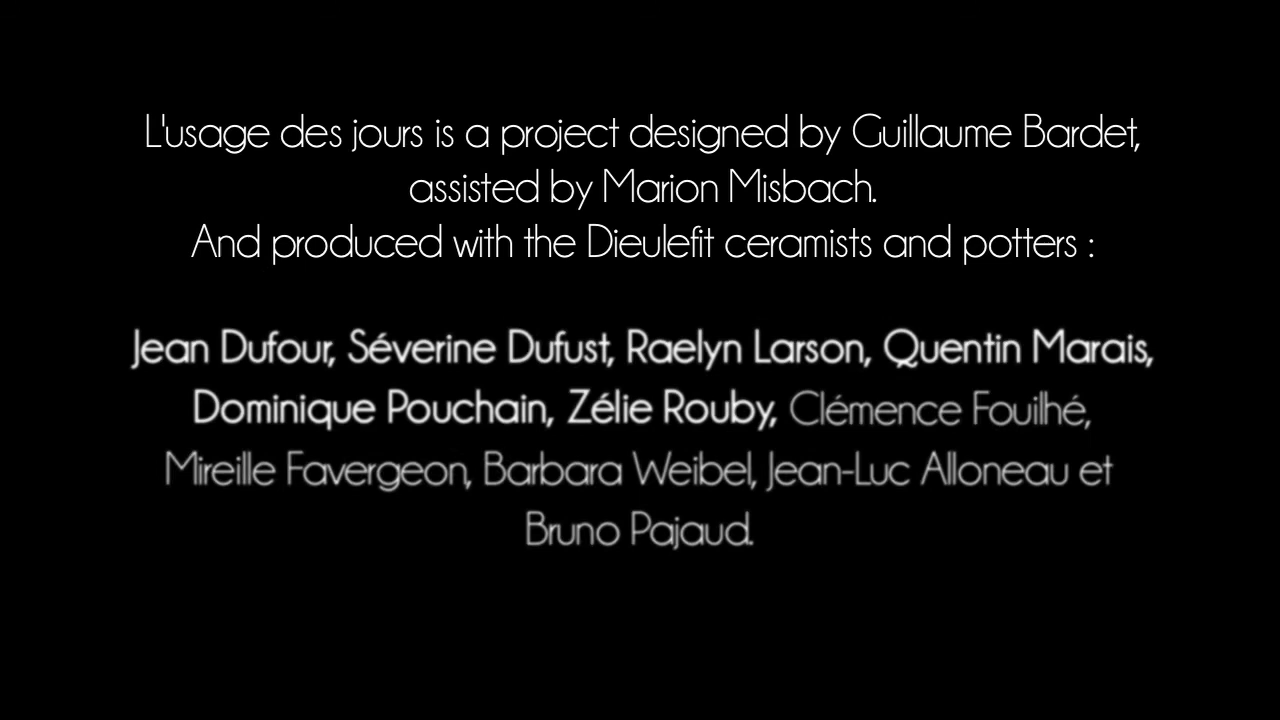 L'usage des jours is a project designed by Guillaume Bardet,
assisted by Marion Misbach.
And produced with the Dieulefit ceramists and potters :
Jean Dufour, Séverine Dufust, Raelyn Larson, Quentin Marais,
Dominique Pouchain, Zélie Rouby, Clémence Fouilhé,
Mireille Favergeon, Barbara Weibel, Jean-Luc Alloneau et
Bruno Pajaud.